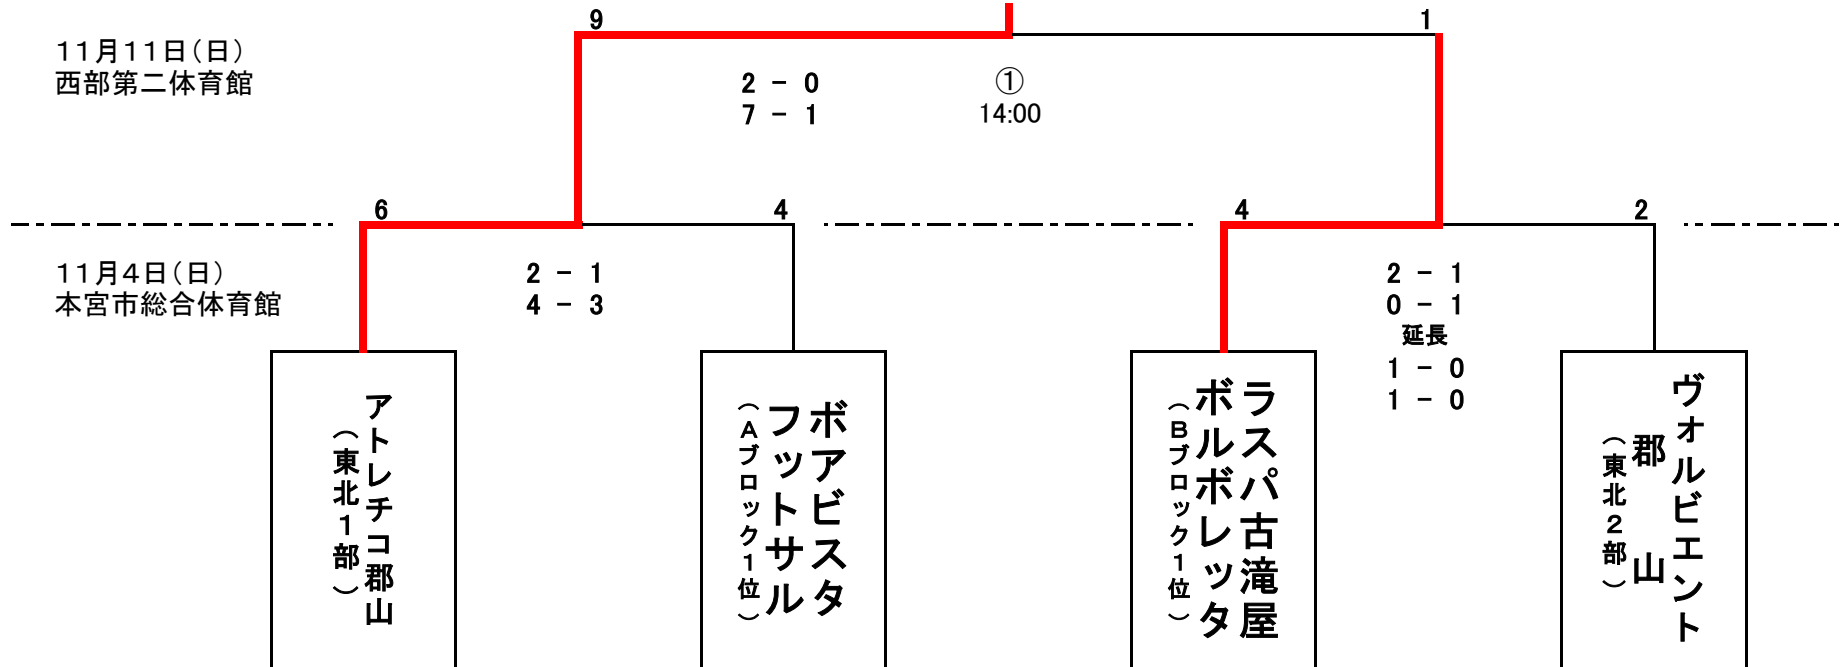 9
1
11月11日(日)
西部第二体育館
2 - 0
7 - 1
①
14:00
6
4
4
2
11月4日(日)
本宮市総合体育館
2 - 1
4 - 3
2 - 1
0 - 1
延長
1 - 0
1 - 0
アトレチコ郡山
(東北1部)
ボアビスタ
フットサル
(Aブロック1位)
ラスパ古滝屋
ボルボレッタ
(Bブロック1位)
ヴォルビエント
郡 山
(東北2部)